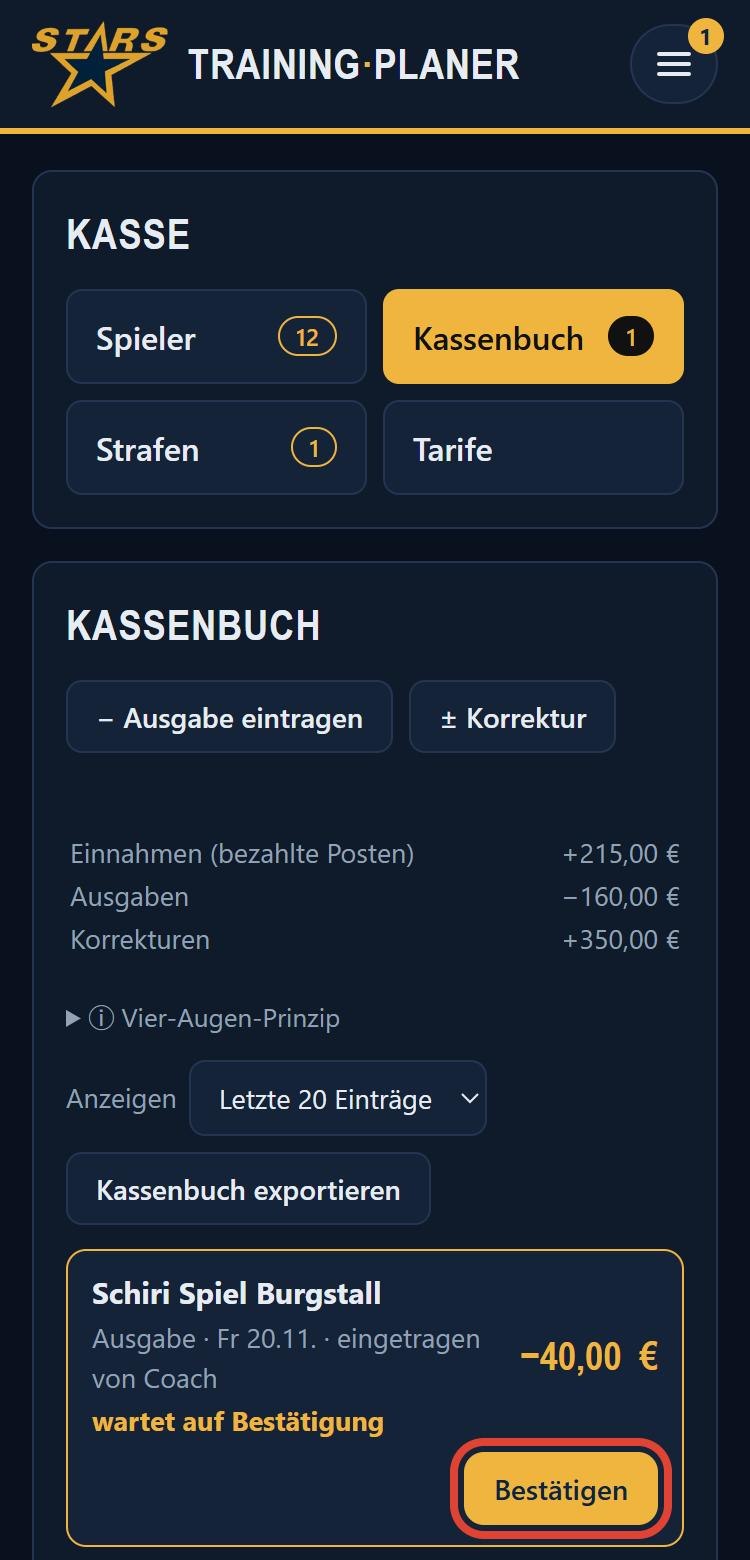 STARS
TRAINING·PLANER
1
KASSE
Spieler 12
Kassenbuch 1
Strafen 1
Tarife
KASSENBUCH
− Ausgabe eintragen
± Korrektur
Einnahmen (bezahlte Posten) +215,00 €
Ausgaben −160,00 €
Korrekturen +350,00 €
▶ ⓘ Vier-Augen-Prinzip
Anzeigen Letzte 20 Einträge
Kassenbuch exportieren
Schiri Spiel Burgstall
Ausgabe · Fr 20.11. · eingetragen
von Coach
−40,00 €
wartet auf Bestätigung
Bestätigen